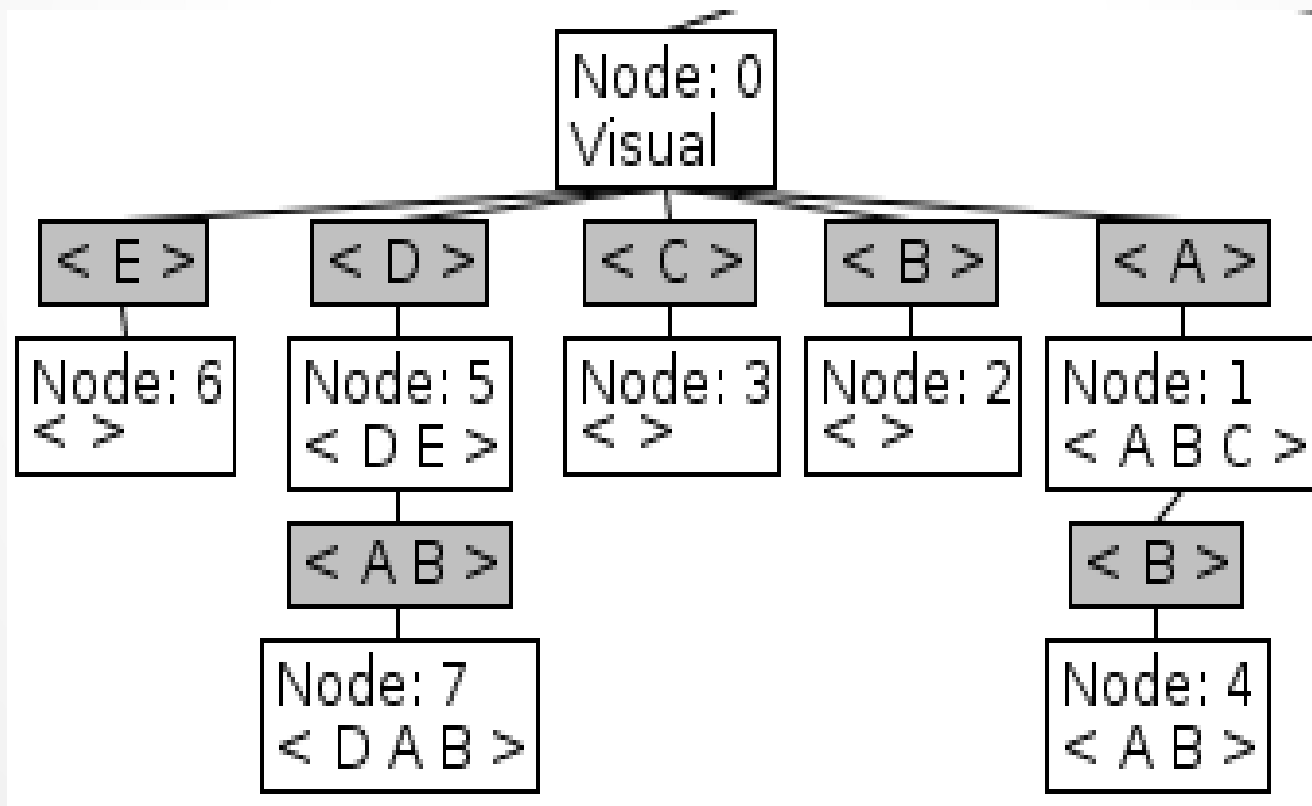 Node: 0
Visual
< E >
< D >
< C >
< B >
< A >
Node: 6
< >
Node: 5
< D E >
Node: 3
< >
Node: 2
< >
Node: 1
< A B C >
< A B >
< B >
Node: 7
< D A B >
Node: 4
< A B >